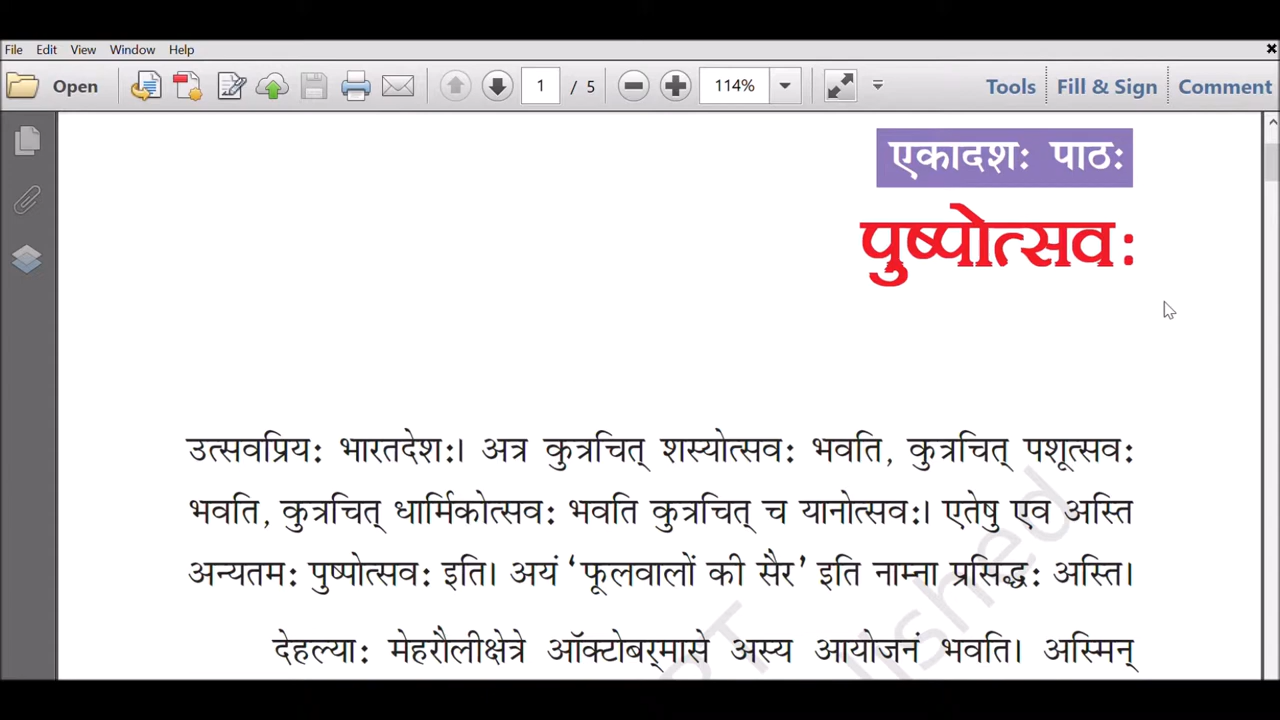 File Edit View Window Help
Open 1 / 5 114% Tools Fill & Sign Comment
एकादशः पाठः
पुष्पोत्सवः
उत्सवप्रियः भारतदेशः। अत्र कुत्रचित् शस्योत्सवः भवति, कुत्रचित् पशूत्सवः
भवति, कुत्रचित् धार्मिकोत्सवः भवति कुत्रचित् च यानोत्सवः। एतेषु एव अस्ति
अन्यतमः पुष्पोत्सवः इति। अयं ‘फूलवालों की सैर’ इति नाम्ना प्रसिद्धः अस्ति।
देहल्याः मेहरौलीक्षेत्रे ऑक्टोबर्मासे अस्य आयोजनं भवति। अस्मिन्